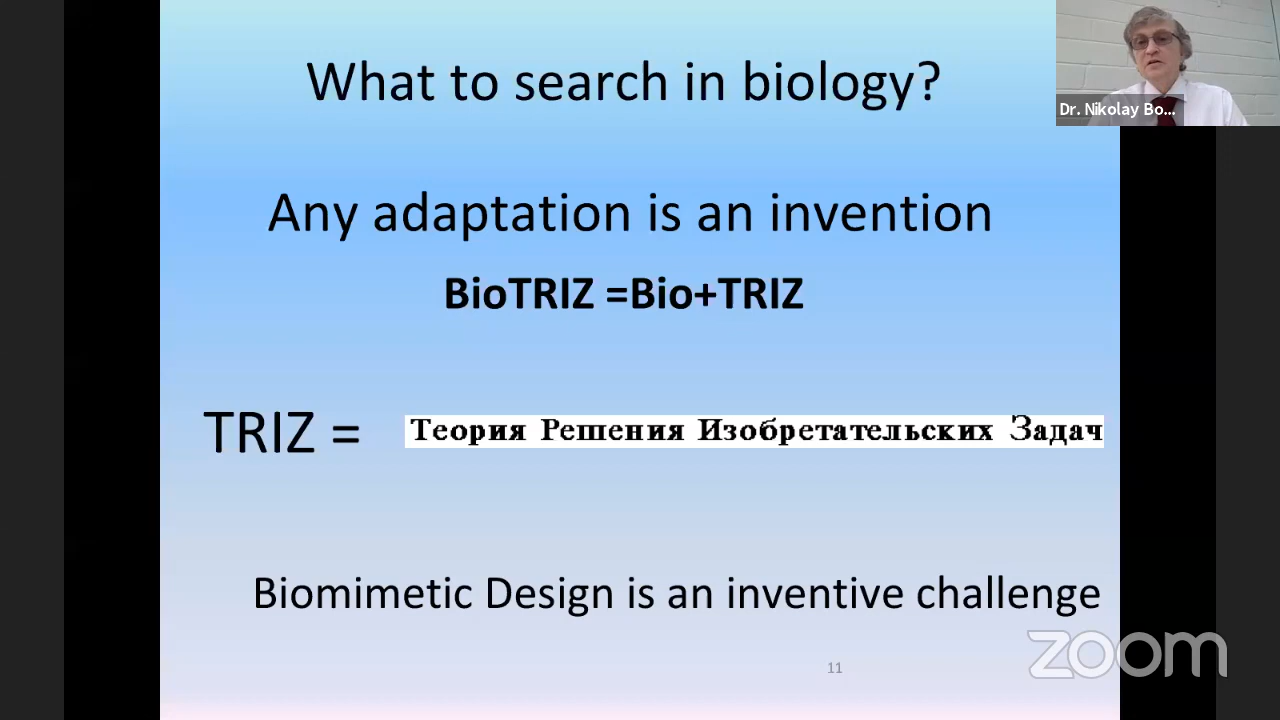 What to search in biology?
Dr. Nikolay Bo...
Any adaptation is an invention
BioTRIZ =Bio+TRIZ
TRIZ = Теория Решения Изобретательских Задач
Biomimetic Design is an inventive challenge
zoom
11